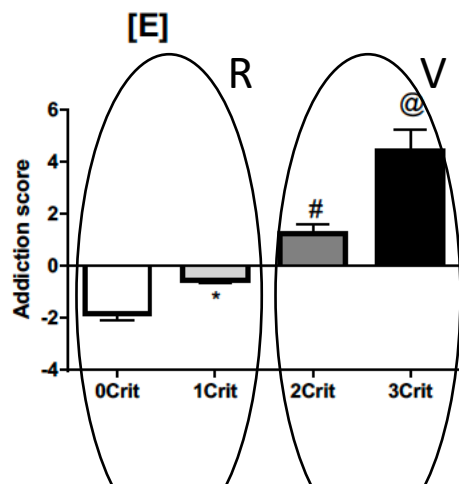 [E]
R
V
Addiction score
6
4
2
0
-2
-4
*
#
@
0Crit
1Crit
2Crit
3Crit